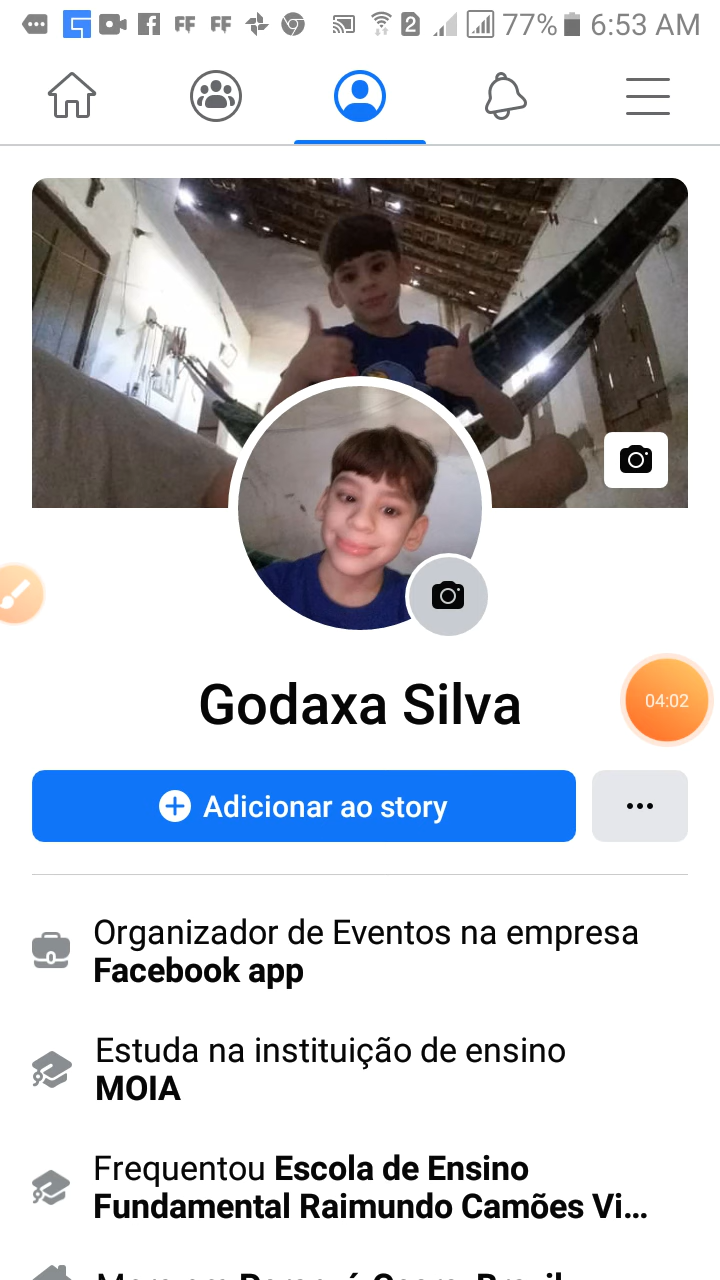 2 77% 6:53 AM
Godaxa Silva
04:02
Adicionar ao story
Organizador de Eventos na empresa
Facebook app
Estuda na instituição de ensino
MOIA
Frequentou Escola de Ensino
Fundamental Raimundo Camões Vi...